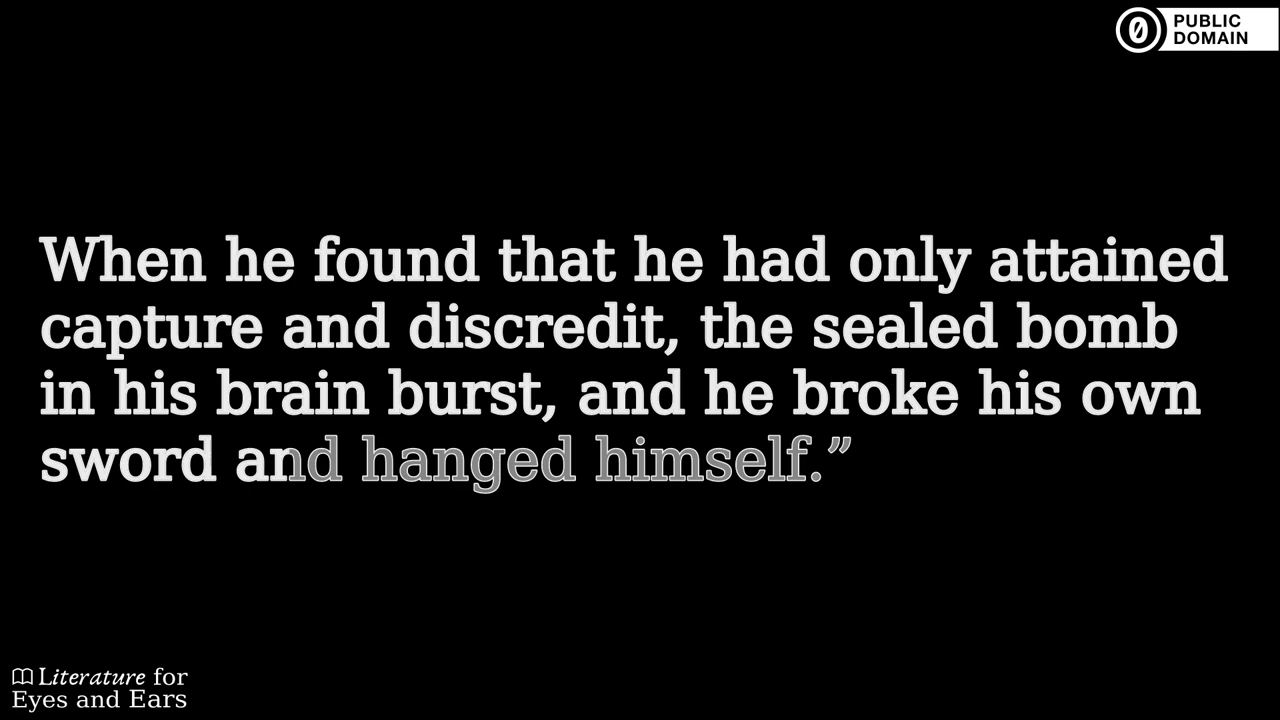 PUBLIC
DOMAIN
When he found that he had only attained
capture and discredit, the sealed bomb
in his brain burst, and he broke his own
sword and hanged himself.”
Literature for
Eyes and Ears